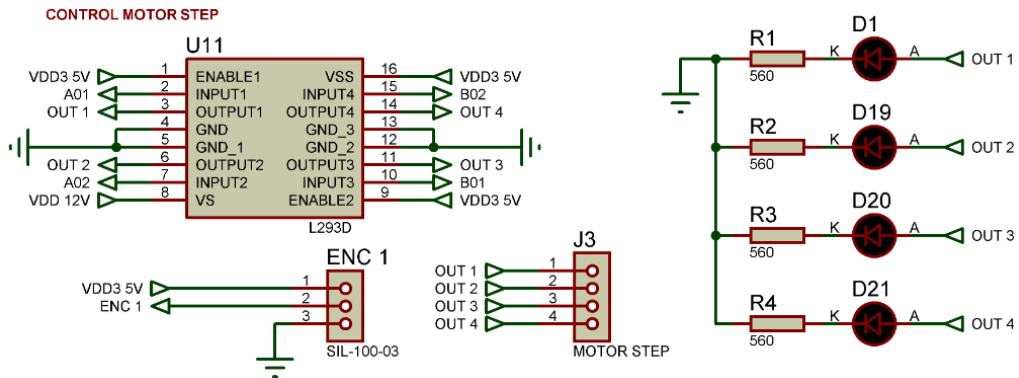 CONTROL MOTOR STEP
U11
VDD3 5V 1 ENABLE1 VSS 16 VDD3 5V
A01 2 INPUT1 INPUT4 15 B02
OUT 1 3 OUTPUT1 OUTPUT4 14 OUT 4
4 GND GND_3 13
5 GND_1 GND_2 12
OUT 2 6 OUTPUT2 OUTPUT3 11 OUT 3
A02 7 INPUT2 INPUT3 10 B01
VDD 12V 8 VS ENABLE2 9 VDD3 5V
L293D
ENC 1
VDD3 5V 1
ENC 1 2
3
SIL-100-03
J3
OUT 1 1
OUT 2 2
OUT 3 3
OUT 4 4
MOTOR STEP
R1 D1
K A OUT 1
560
R2 D19
K A OUT 2
560
R3 D20
K A OUT 3
560
R4 D21
K A OUT 4
560